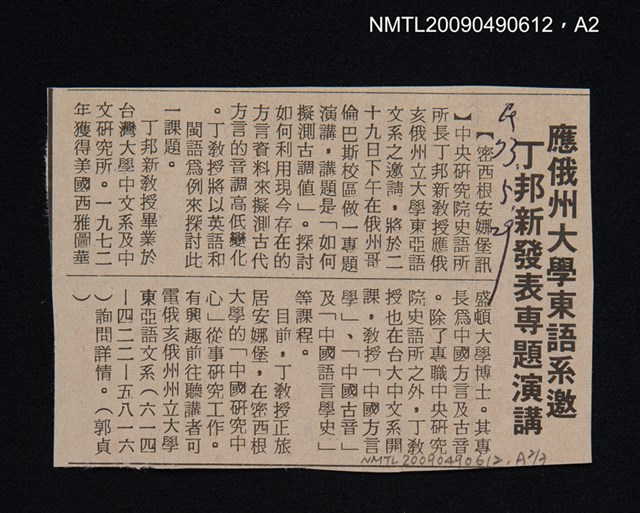 NMTL20090490612，A2
應俄州大學東語系邀
丁邦新發表專題演講
民73.5.29
【密西根安娜堡訊
】中央研究院史語所
所長丁邦新敎授應俄
亥俄州立大學東亞語
文系之邀請，將於二
十九日下午在俄州哥
倫巴斯校區做一專題
演講，講題是「如何
擬測古調值」。探討
如何利用現今存在的
方言資料來擬測古代
方言的音調高低變化
。丁敎授將以英語和
閩語爲例來探討此
一課題。
丁邦新敎授畢業於
台灣大學中文系及中
文研究所。一九七二
年獲得美國西雅圖華
盛頓大學博士。其專
長爲中國方言及古音
。除了專職中央研究
院史語所之外，丁敎
授也在台大中文系開
課，敎授「中國方言
學」、「中國古音」
及「中國語言學史」
等課程。
目前，丁敎授正旅
居安娜堡，在密西根
大學的「中國研究中
心」從事研究工作。
有興趣前往聽講者可
電俄亥俄州州立大學
東亞語文系（六一四
－四二二－五八一六
）詢問詳情。（郭貞
）
NMTL20090490612，A2/2